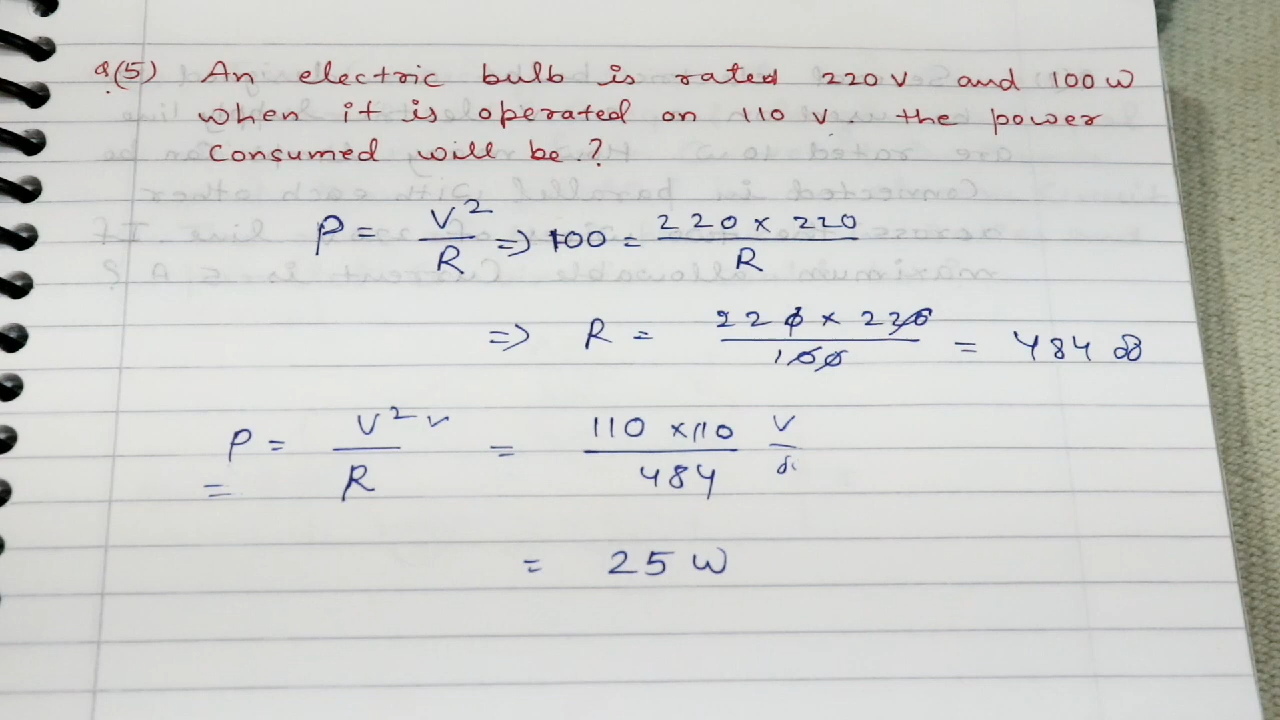 Q(5) An electric bulb is rated 220 V and 100 W
when it is operated on 110 V. the power
Consumed will be.?
P = V²/R => 100 = 220 x 220/R
=> R = 220 x 220/100 = 484 Ω
P = V²/R = 110 x 110/484 V
= 25 W